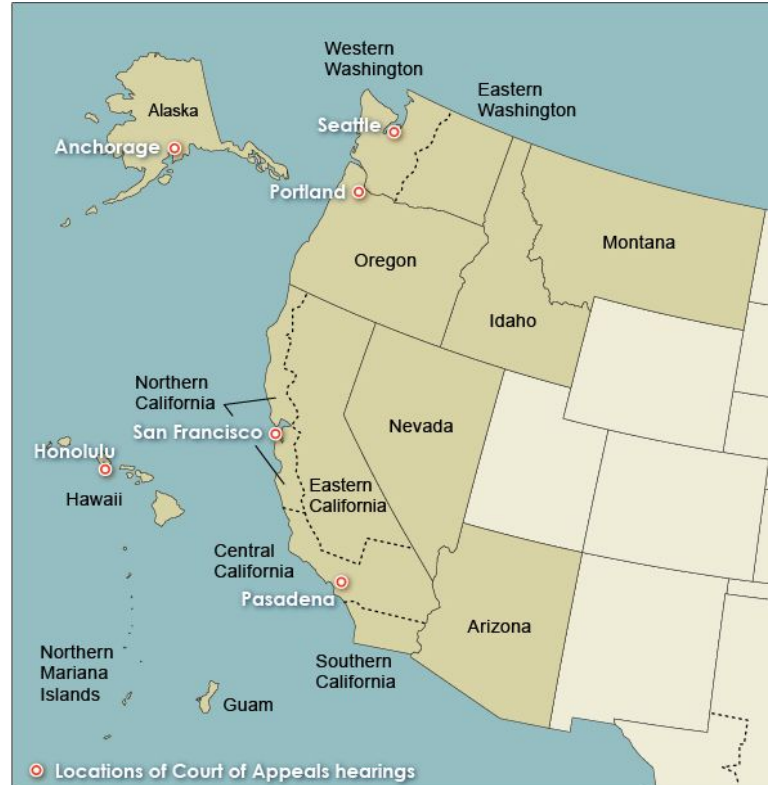 Western
Washington
Eastern
Washington
Alaska
Seattle
Anchorage
Portland
Montana
Oregon
Idaho
Northern
California
Nevada
San Francisco
Honolulu
Hawaii
Eastern
California
Central
California
Pasadena
Arizona
Northern
Mariana
Islands
Southern
California
Guam
Locations of Court of Appeals hearings